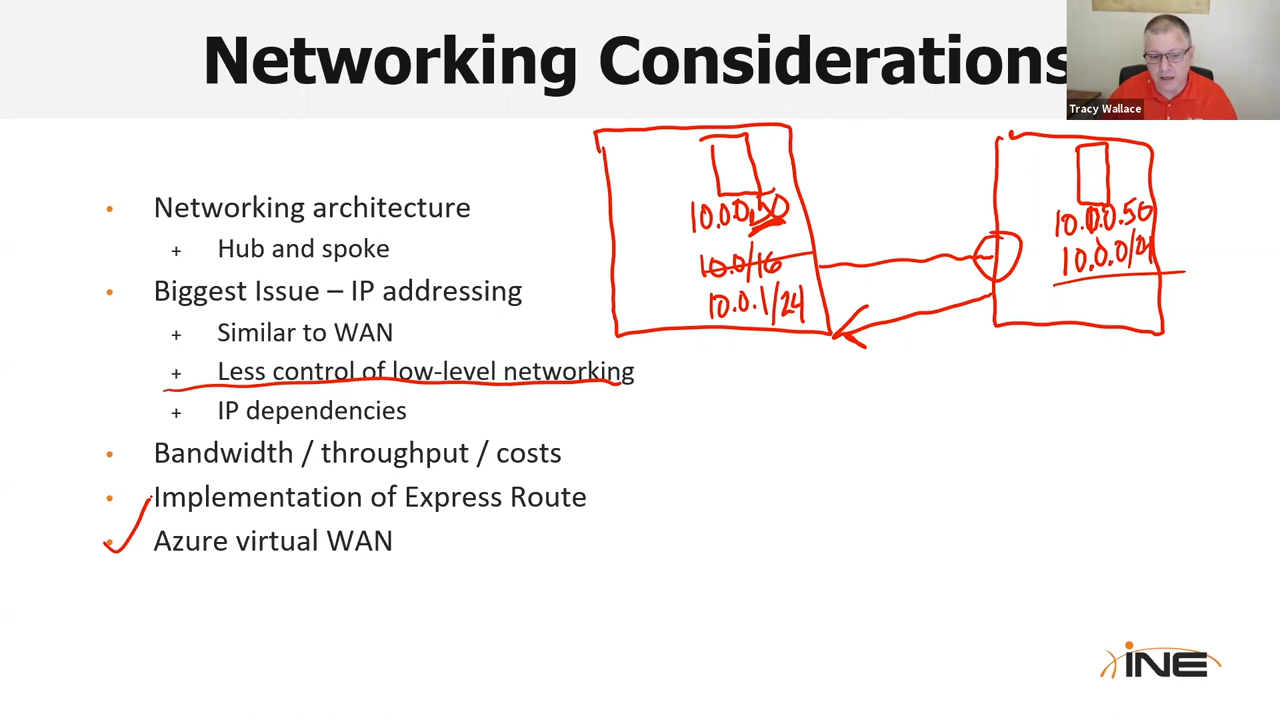 Networking Considerations
Tracy Wallace
• Networking architecture
+ Hub and spoke
• Biggest Issue – IP addressing
+ Similar to WAN
+ Less control of low-level networking
+ IP dependencies
• Bandwidth / throughput / costs
• Implementation of Express Route
• Azure virtual WAN
10.0.0.50
10.0/16
10.0.1/24
10.0.0.50
10.0.0/24
iNE